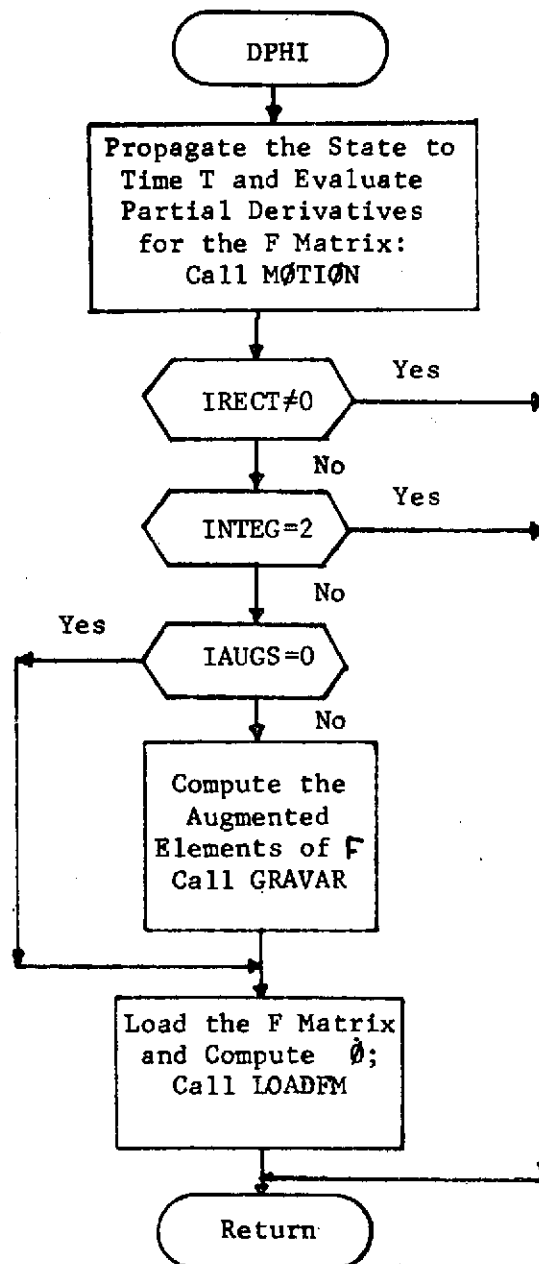 DPHI
Propagate the State to
Time T and Evaluate
Partial Derivatives
for the F Matrix:
Call MØTIØN
Yes
IRECT≠0
No
Yes
INTEG=2
No
Yes
IAUGS=0
No
Compute the
Augmented
Elements of F
Call GRAVAR
Load the F Matrix
and Compute φ̇;
Call LOADFM
Return